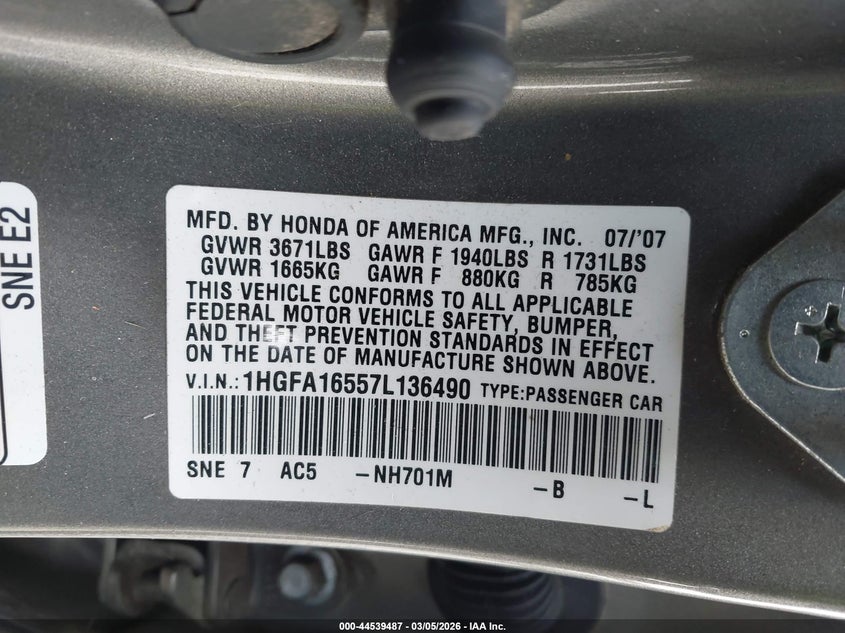 SNE E2
MFD. BY HONDA OF AMERICA MFG., INC. 07/'07
GVWR 3671LBS GAWR F 1940LBS R 1731LBS
GVWR 1665KG GAWR F 880KG R 785KG
THIS VEHICLE CONFORMS TO ALL APPLICABLE
FEDERAL MOTOR VEHICLE SAFETY, BUMPER,
AND THEFT PREVENTION STANDARDS IN EFFECT
ON THE DATE OF MANUFACTURE SHOWN ABOVE.
V.I.N.: 1HGFA16557L136490 TYPE:PASSENGER CAR
SNE 7 AC5 -NH701M -B -L
000-44539487 - 03/05/2026 - IAA Inc.